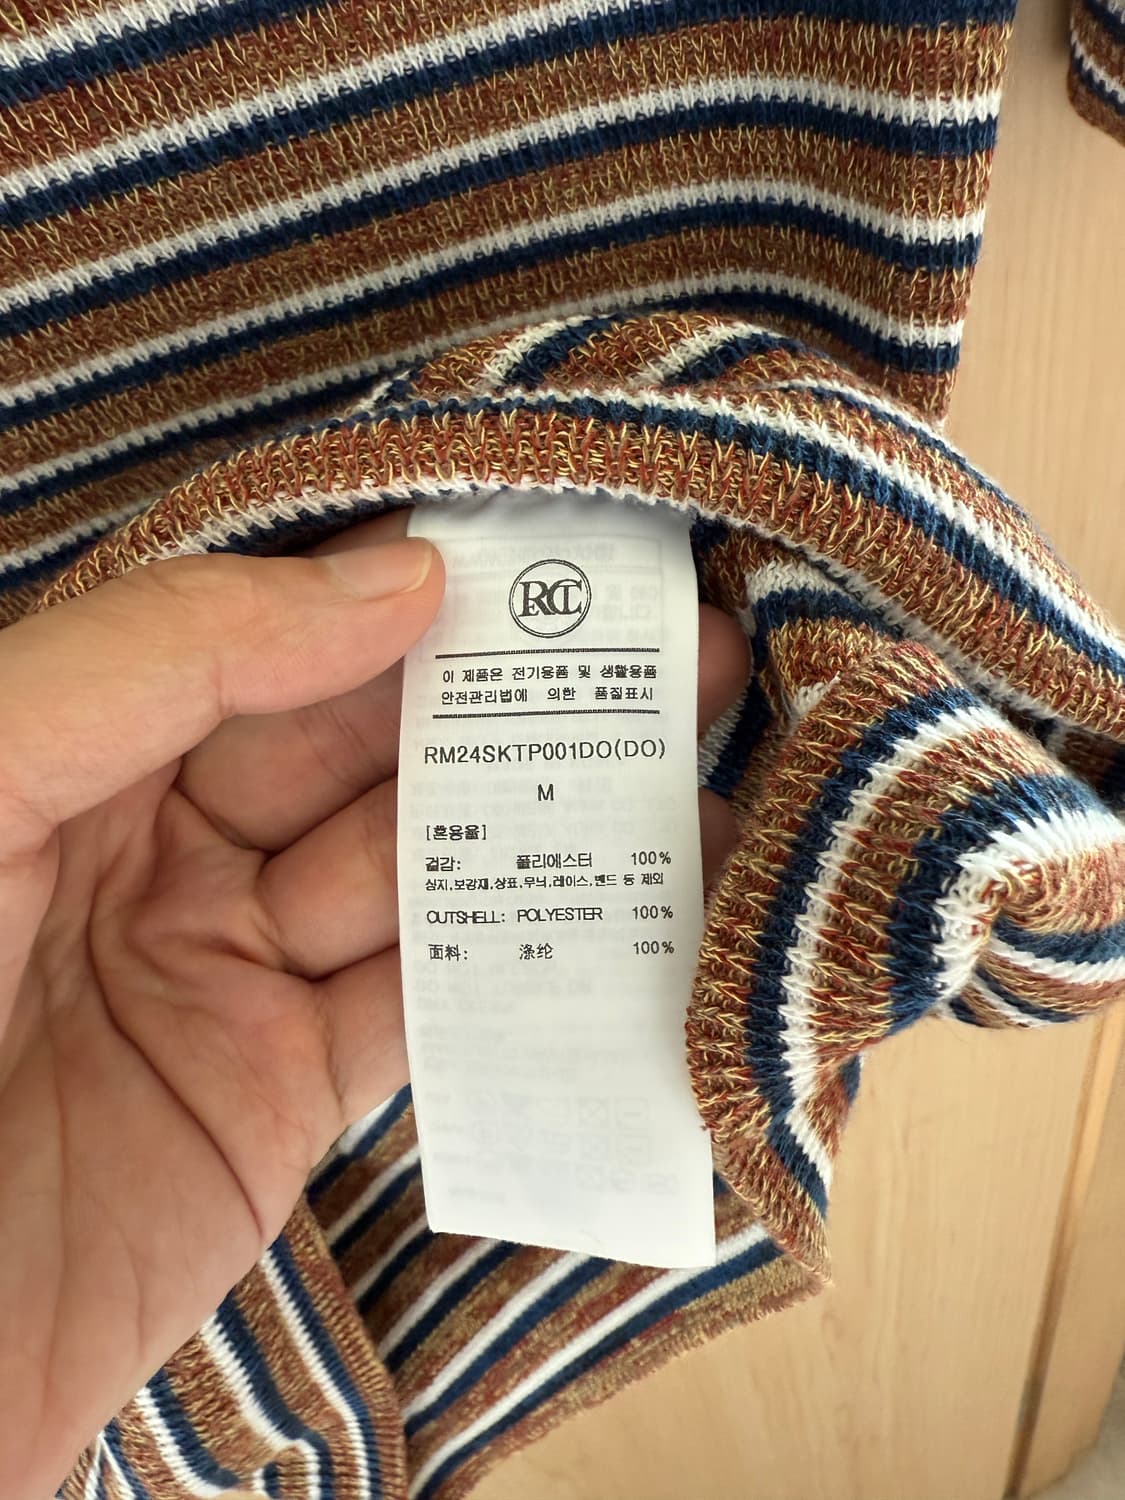 RCT
이 제품은 전기용품 및 생활용품
안전관리법에 의한 품질표시
RM24SKTP001DO(DO)
M
[혼용율]
겉감: 폴리에스터 100%
심지,보강재,상표,무늬,레이스,밴드 등 제외
OUTSHELL: POLYESTER 100%
面料: 涤纶 100%